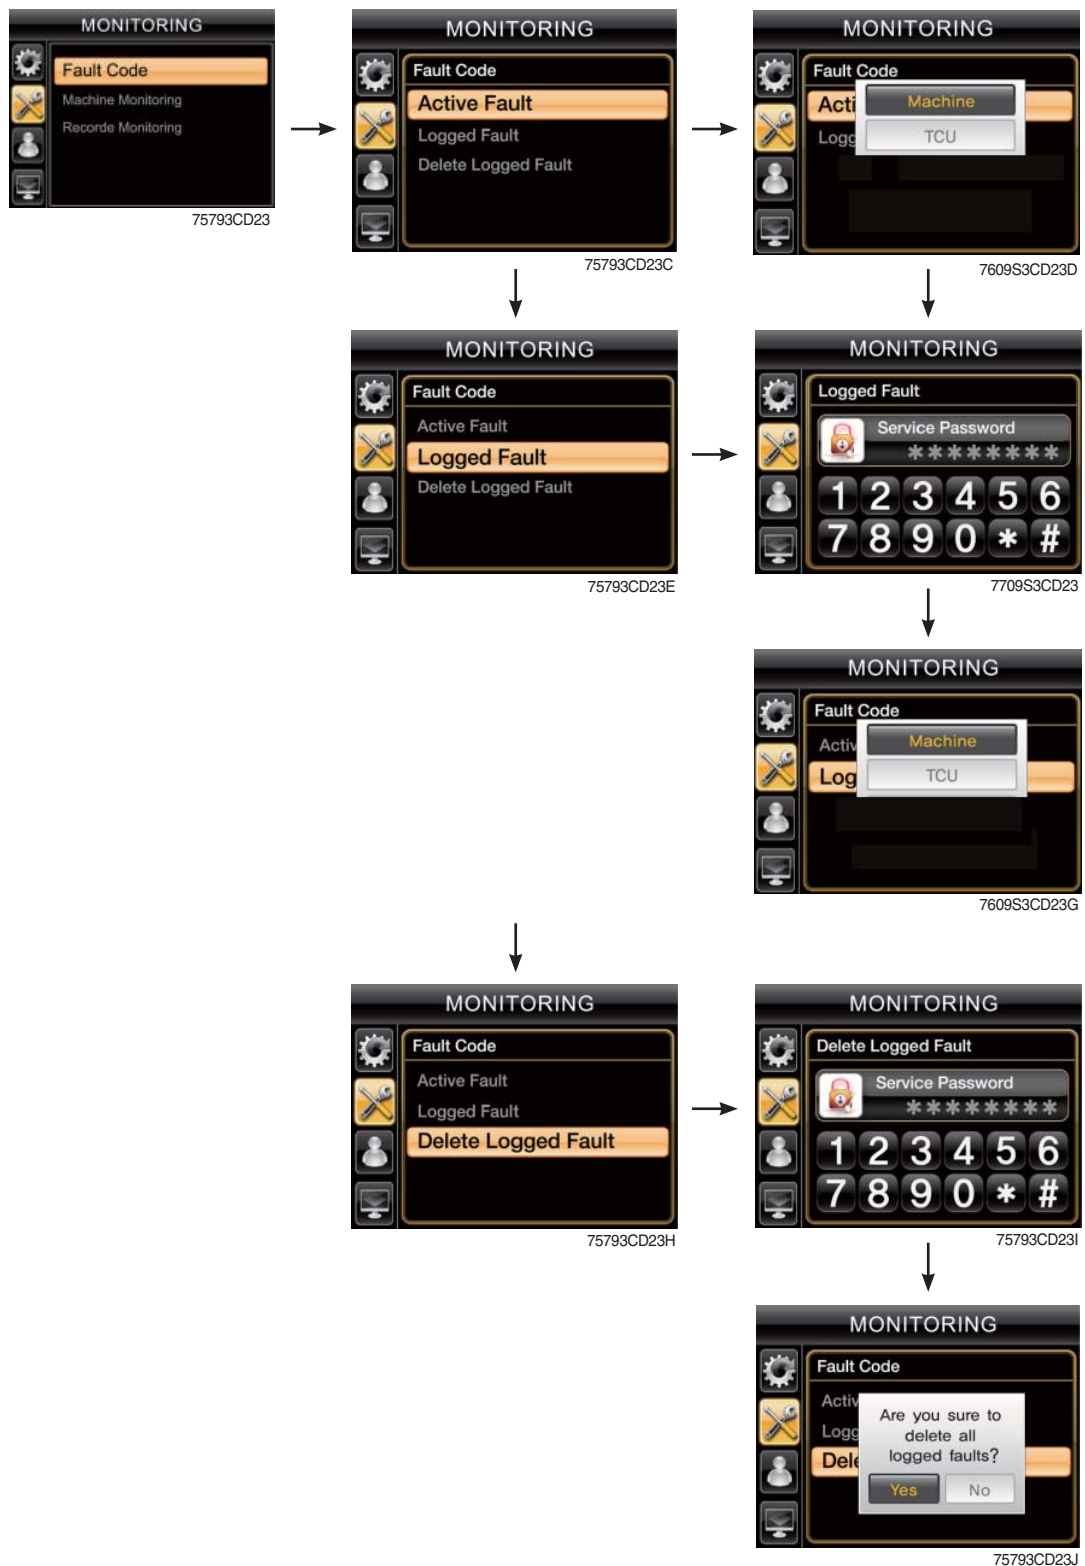 MONITORING
Fault Code
Machine Monitoring
Recorde Monitoring
75793CD23
MONITORING
Fault Code
Active Fault
Logged Fault
Delete Logged Fault
75793CD23C
MONITORING
Fault Code
Acti
Machine
Logg
TCU
7609S3CD23D
MONITORING
Fault Code
Active Fault
Logged Fault
Delete Logged Fault
75793CD23E
MONITORING
Logged Fault
Service Password
********
1 2 3 4 5 6
7 8 9 0 * #
7709S3CD23
MONITORING
Fault Code
Activ
Machine
Log
TCU
7609S3CD23G
MONITORING
Fault Code
Active Fault
Logged Fault
Delete Logged Fault
75793CD23H
MONITORING
Delete Logged Fault
Service Password
********
1 2 3 4 5 6
7 8 9 0 * #
75793CD23I
MONITORING
Fault Code
Activ
Logg
Dele
Are you sure to
delete all
logged faults?
Yes No
75793CD23J